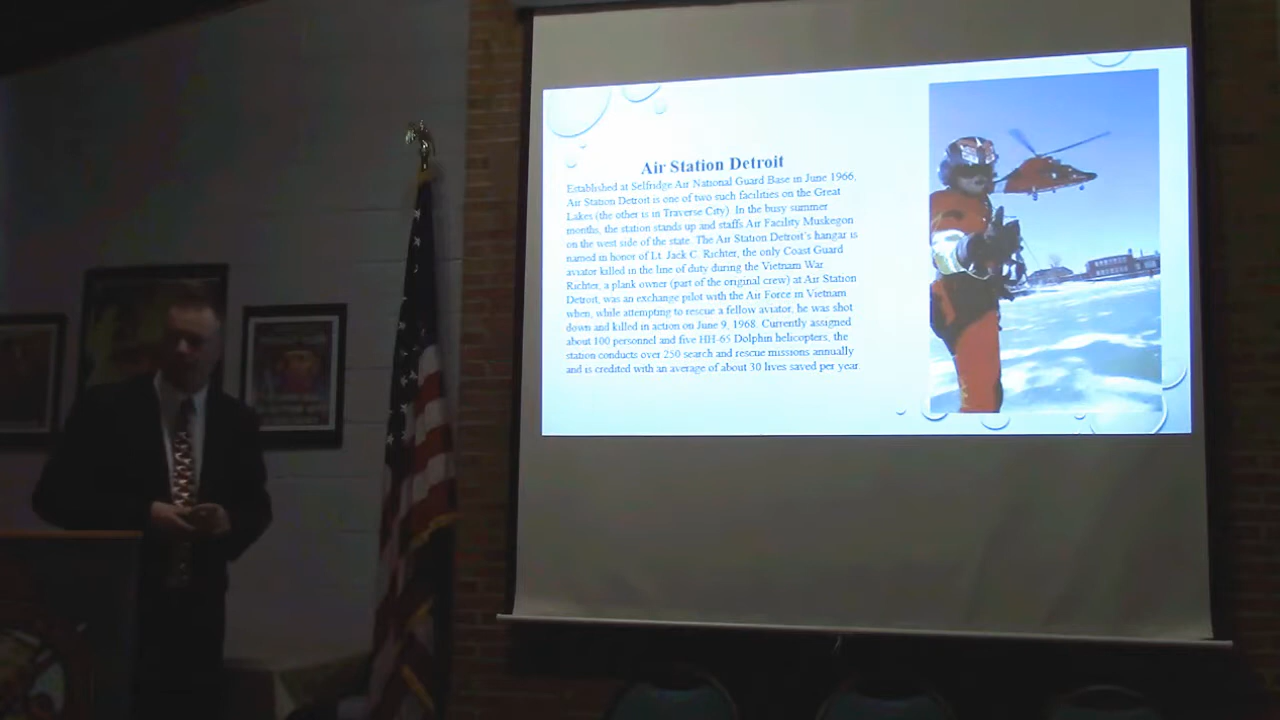 Air Station Detroit
Established at Selfridge Air National Guard Base in June 1966,
Air Station Detroit is one of two such facilities on the Great
Lakes (the other is in Traverse City). In the busy summer
months, the station stands up and staffs Air Facility Muskegon
on the west side of the state. The Air Station Detroit's hangar is
named in honor of Lt. Jack C. Richter, the only Coast Guard
aviator killed in the line of duty during the Vietnam War
Richter, a plank owner (part of the original crew) at Air Station
Detroit, was an exchange pilot with the Air Force in Vietnam
when, while attempting to rescue a fellow aviator, he was shot
down and killed in action on June 9, 1968. Currently assigned
about 100 personnel and five HH-65 Dolphin helicopters, the
station conducts over 250 search and rescue missions annually
and is credited with an average of about 30 lives saved per year.